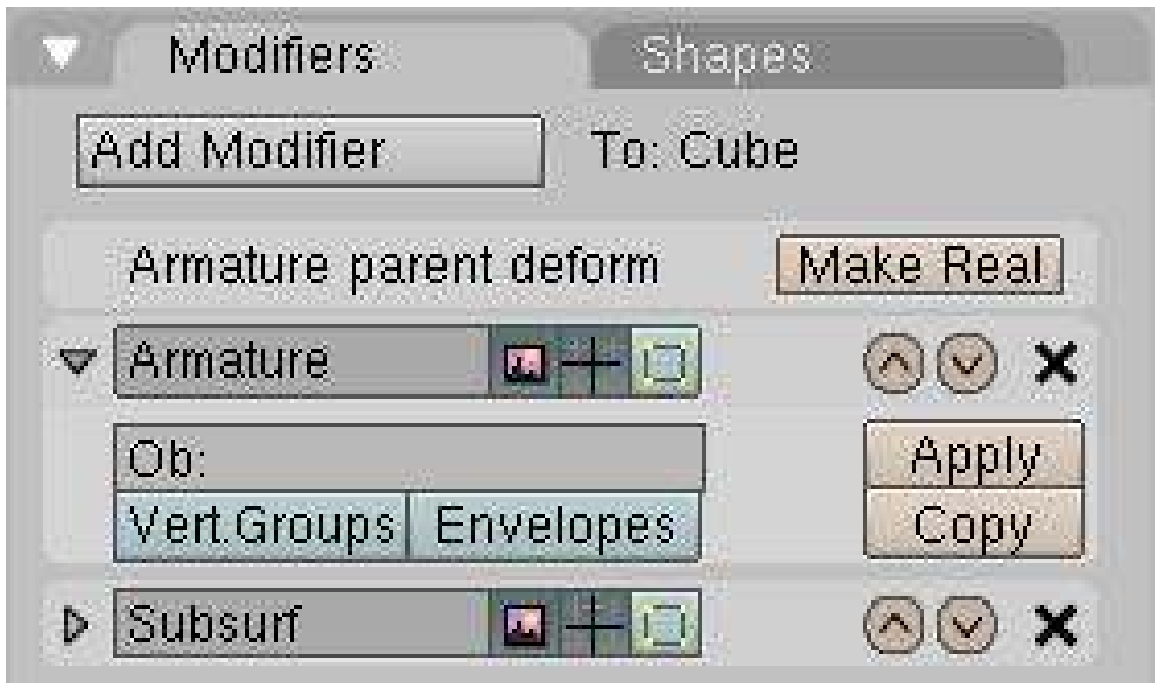 Modifiers Shapes
Add Modifier To: Cube
Armature parent deform Make Real
Armature
Ob: Apply
Vert.Groups Envelopes Copy
Subsurf